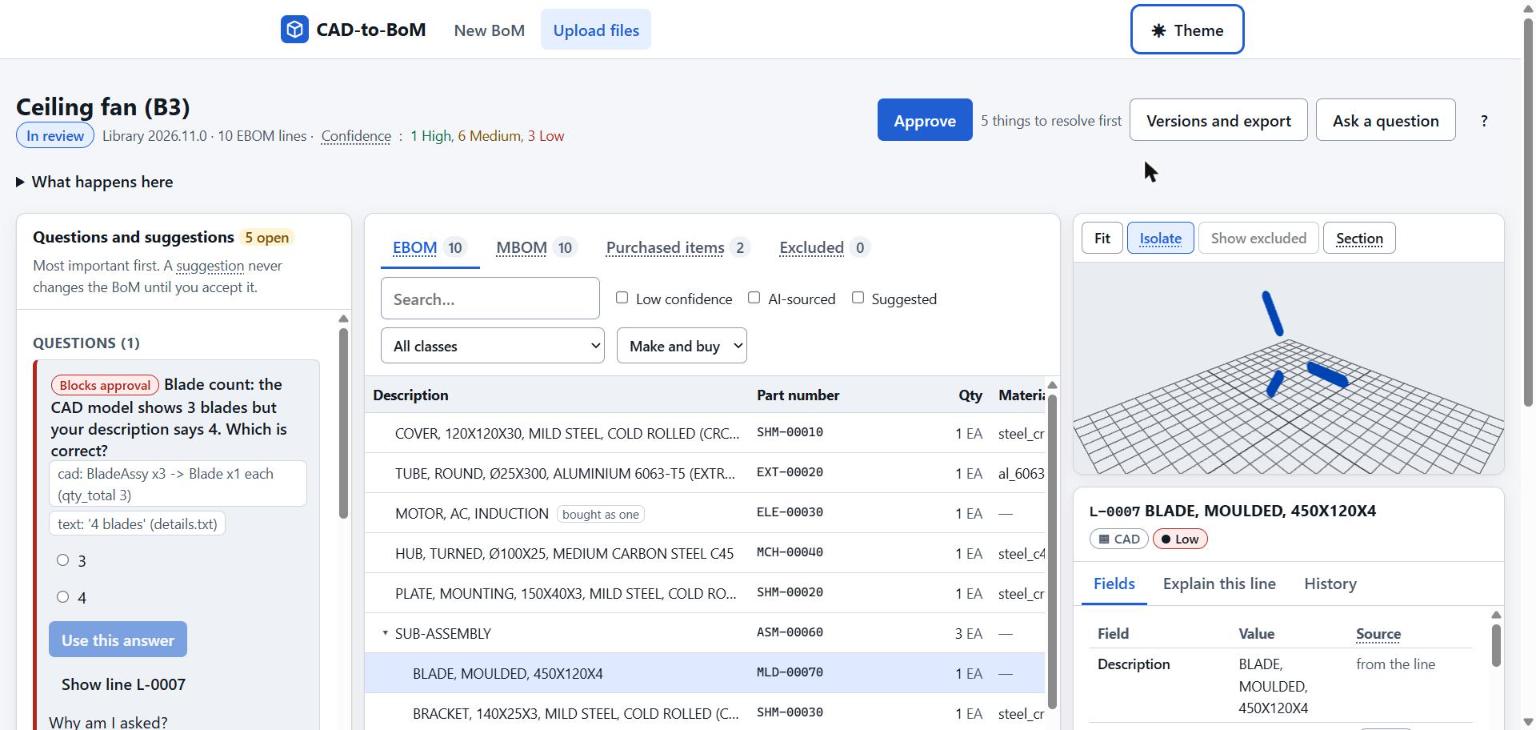 CAD-to-BoM New BoM Upload files Theme
Ceiling fan (B3)
In review Library 2026.11.0 · 10 EBOM lines · Confidence : 1 High, 6 Medium, 3 Low
Approve 5 things to resolve first Versions and export Ask a question ?
What happens here
Questions and suggestions 5 open
Most important first. A suggestion never
changes the BoM until you accept it.
QUESTIONS (1)
Blocks approval Blade count: the
CAD model shows 3 blades but
your description says 4. Which is
correct?
cad: BladeAssy x3 -> Blade x1 each
(qty_total 3)
text: '4 blades' (details.txt)
3
4
Use this answer
Show line L-0007
Why am I asked?
EBOM 10 MBOM 10 Purchased items 2 Excluded 0
Search... Low confidence AI-sourced Suggested
All classes Make and buy
Description Part number Qty Materia
COVER, 120X120X30, MILD STEEL, COLD ROLLED (CRC... SHM-00010 1 EA steel_cr
TUBE, ROUND, Ø25X300, ALUMINIUM 6063-T5 (EXTR... EXT-00020 1 EA al_6063
MOTOR, AC, INDUCTION bought as one ELE-00030 1 EA —
HUB, TURNED, Ø100X25, MEDIUM CARBON STEEL C45 MCH-00040 1 EA steel_c4
PLATE, MOUNTING, 150X40X3, MILD STEEL, COLD RO... SHM-00020 1 EA steel_cr
SUB-ASSEMBLY ASM-00060 3 EA —
BLADE, MOULDED, 450X120X4 MLD-00070 1 EA —
BRACKET, 140X25X3, MILD STEEL, COLD ROLLED (C... SHM-00030 1 EA steel_cr
Fit Isolate Show excluded Section
L-0007 BLADE, MOULDED, 450X120X4
CAD Low
Fields Explain this line History
Field Value Source
Description BLADE, from the line
MOULDED,
450X120X4